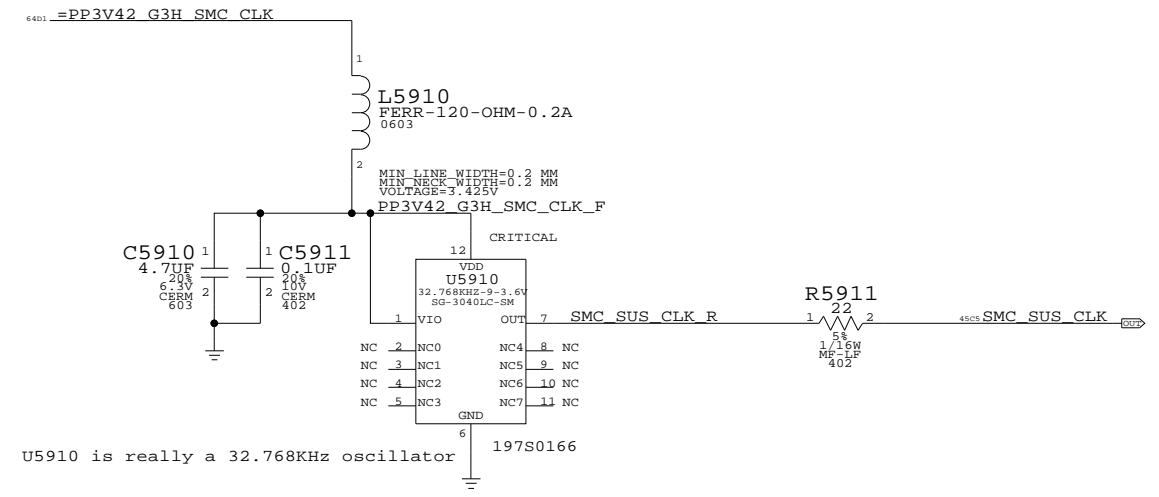 64D1 =PP3V42_G3H_SMC_CLK
1
L5910
FERR-120-OHM-0.2A
0603
2
MIN_LINE_WIDTH=0.2 MM
MIN_NECK_WIDTH=0.2 MM
VOLTAGE=3.425V
PP3V42_G3H_SMC_CLK_F
CRITICAL
C5910 1
4.7UF
20%
6.3V
CERM
603
2
1 C5911
0.1UF
20%
10V
CERM
402
2
12
VDD
U5910
32.768KHZ-9-3.6V
SG-3040LC-SM
1 VIO OUT 7 SMC_SUS_CLK_R
NC 2 NC0 NC4 8 NC
NC 3 NC1 NC5 9 NC
NC 4 NC2 NC6 10 NC
NC 5 NC3 NC7 11 NC
GND
6
197S0166
R5911
22
1 2
5%
1/16W
MF-LF
402
45C5 SMC_SUS_CLK OUT
U5910 is really a 32.768KHz oscillator